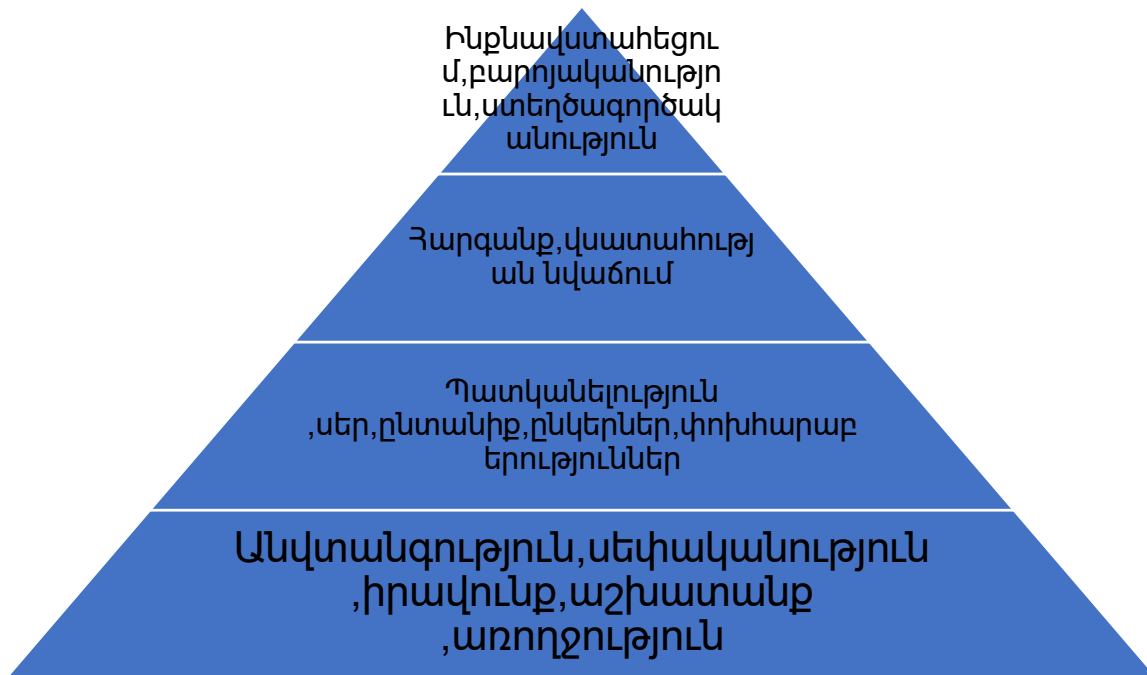 Ինքնավստահեցու
մ,բարոյականությո
ւն,ստեղծագործակ
անություն
Հարգանք,վսատահությ
ան նվաճում
Պատկանելություն
,սեր,ընտանիք,ընկերներ,փոխհարաբ
երություններ
Անվտանգություն,սեփականություն
,իրավունք,աշխատանք
,առողջություն